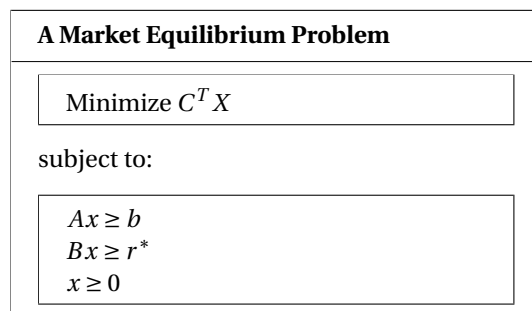 A Market Equilibrium Problem
Minimize C^T X
subject to:
Ax ≥ b
Bx ≥ r*
x ≥ 0